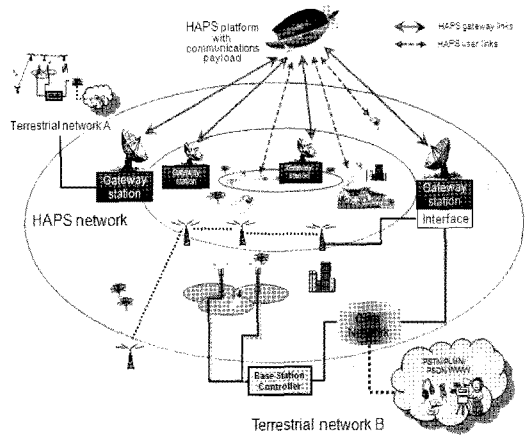 HAPS platform
with
communications
payload
HAPS gateway links
HAPS user links
Terrestrial network A
Gateway
station
Gateway
station
Gateway
station
Gateway
station
Interface
HAPS network
Network
PSTN/PLMN/
PSDN/WWW
Base Station
Controller
Terrestrial network B